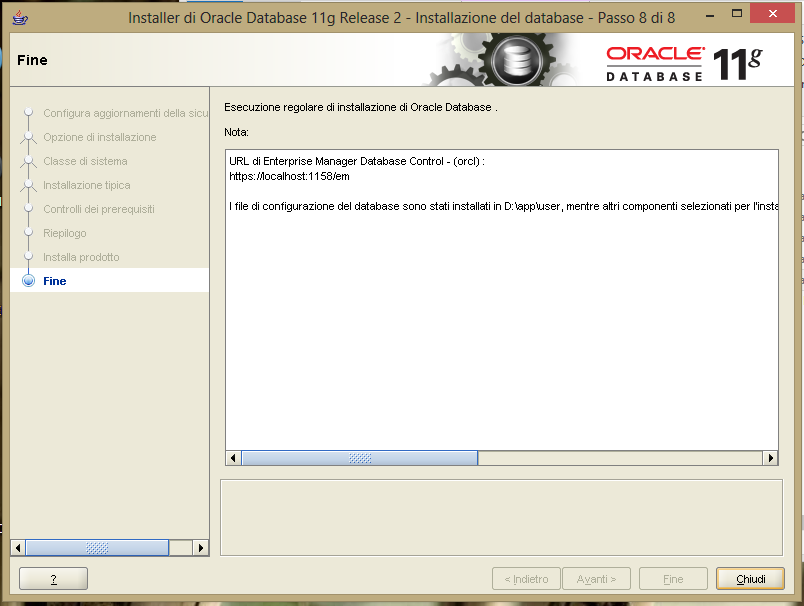 Installer di Oracle Database 11g Release 2 - Installazione del database - Passo 8 di 8
Fine
ORACLE
DATABASE 11g
Configura aggiornamenti della sicu
Opzione di installazione
Classe di sistema
Installazione tipica
Controlli dei prerequisiti
Riepilogo
Installa prodotto
Fine
Esecuzione regolare di installazione di Oracle Database .
Nota:
URL di Enterprise Manager Database Control - (orcl) :
https://localhost:1158/em
I file di configurazione del database sono stati installati in D:\app\user, mentre altri componenti selezionati per l'insta
?
< Indietro
Avanti >
Fine
Chiudi